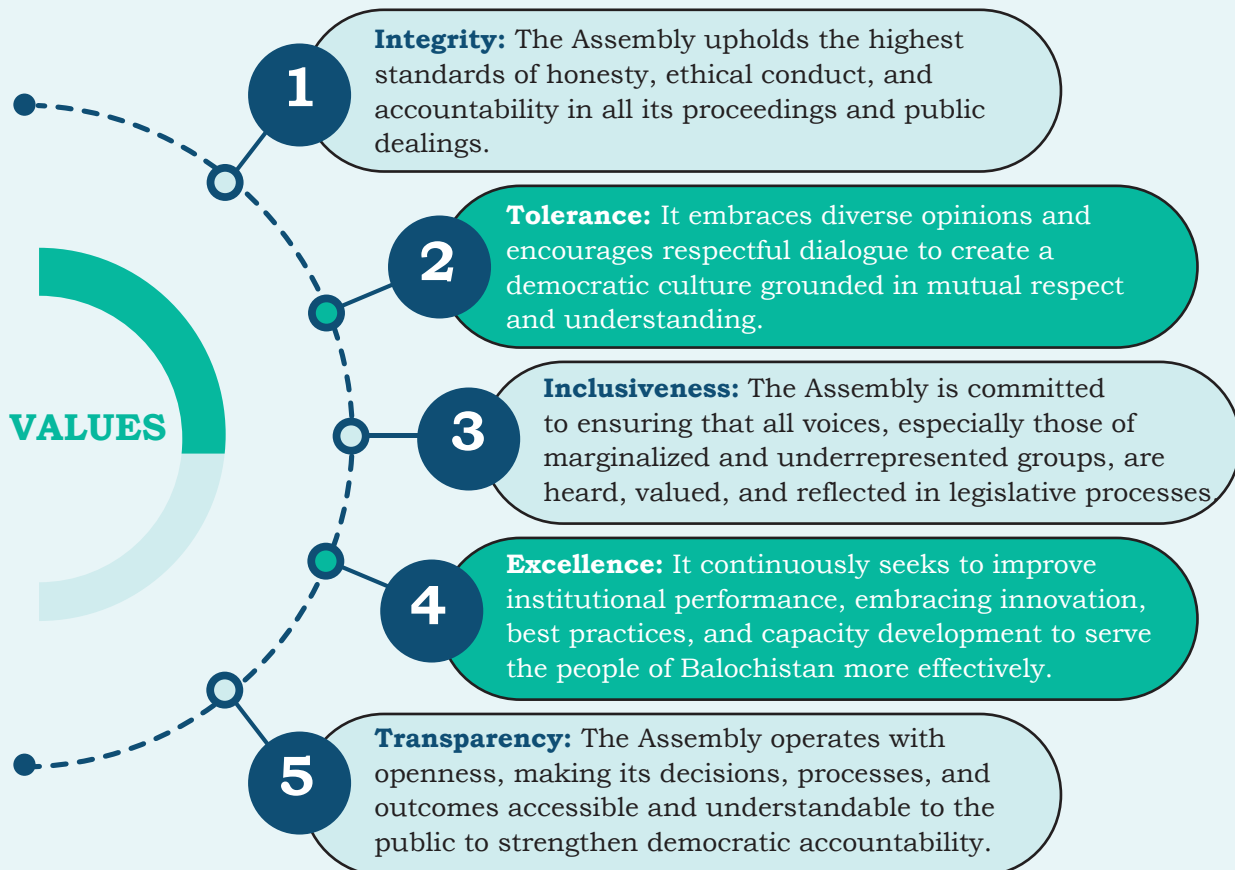 VALUES
1
Integrity: The Assembly upholds the highest
standards of honesty, ethical conduct, and
accountability in all its proceedings and public
dealings.
2
Tolerance: It embraces diverse opinions and
encourages respectful dialogue to create a
democratic culture grounded in mutual respect
and understanding.
3
Inclusiveness: The Assembly is committed
to ensuring that all voices, especially those of
marginalized and underrepresented groups, are
heard, valued, and reflected in legislative processes.
4
Excellence: It continuously seeks to improve
institutional performance, embracing innovation,
best practices, and capacity development to serve
the people of Balochistan more effectively.
5
Transparency: The Assembly operates with
openness, making its decisions, processes, and
outcomes accessible and understandable to the
public to strengthen democratic accountability.